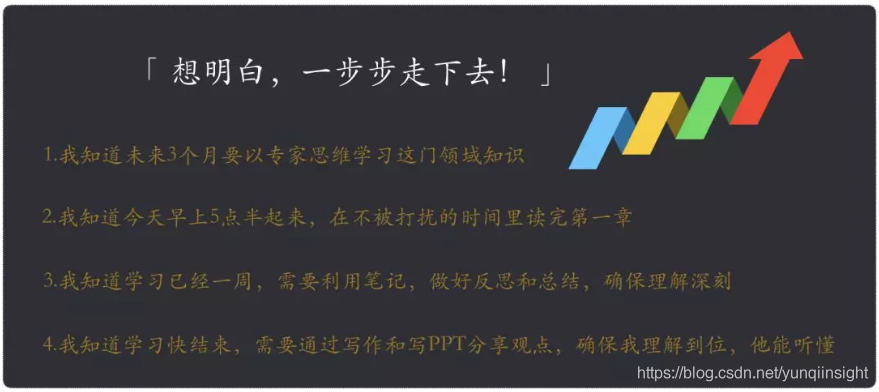 「 想明白，一步步走下去！ 」
1.我知道未来3个月要以专家思维学习这门领域知识
2.我知道今天早上5点半起来，在不被打扰的时间里读完第一章
3.我知道学习已经一周，需要利用笔记，做好反思和总结，确保理解深刻
4.我知道学习快结束，需要通过写作和写PPT分享观点，确保我理解到位，他能听懂
https://blog.csdn.net/yunqiinsight